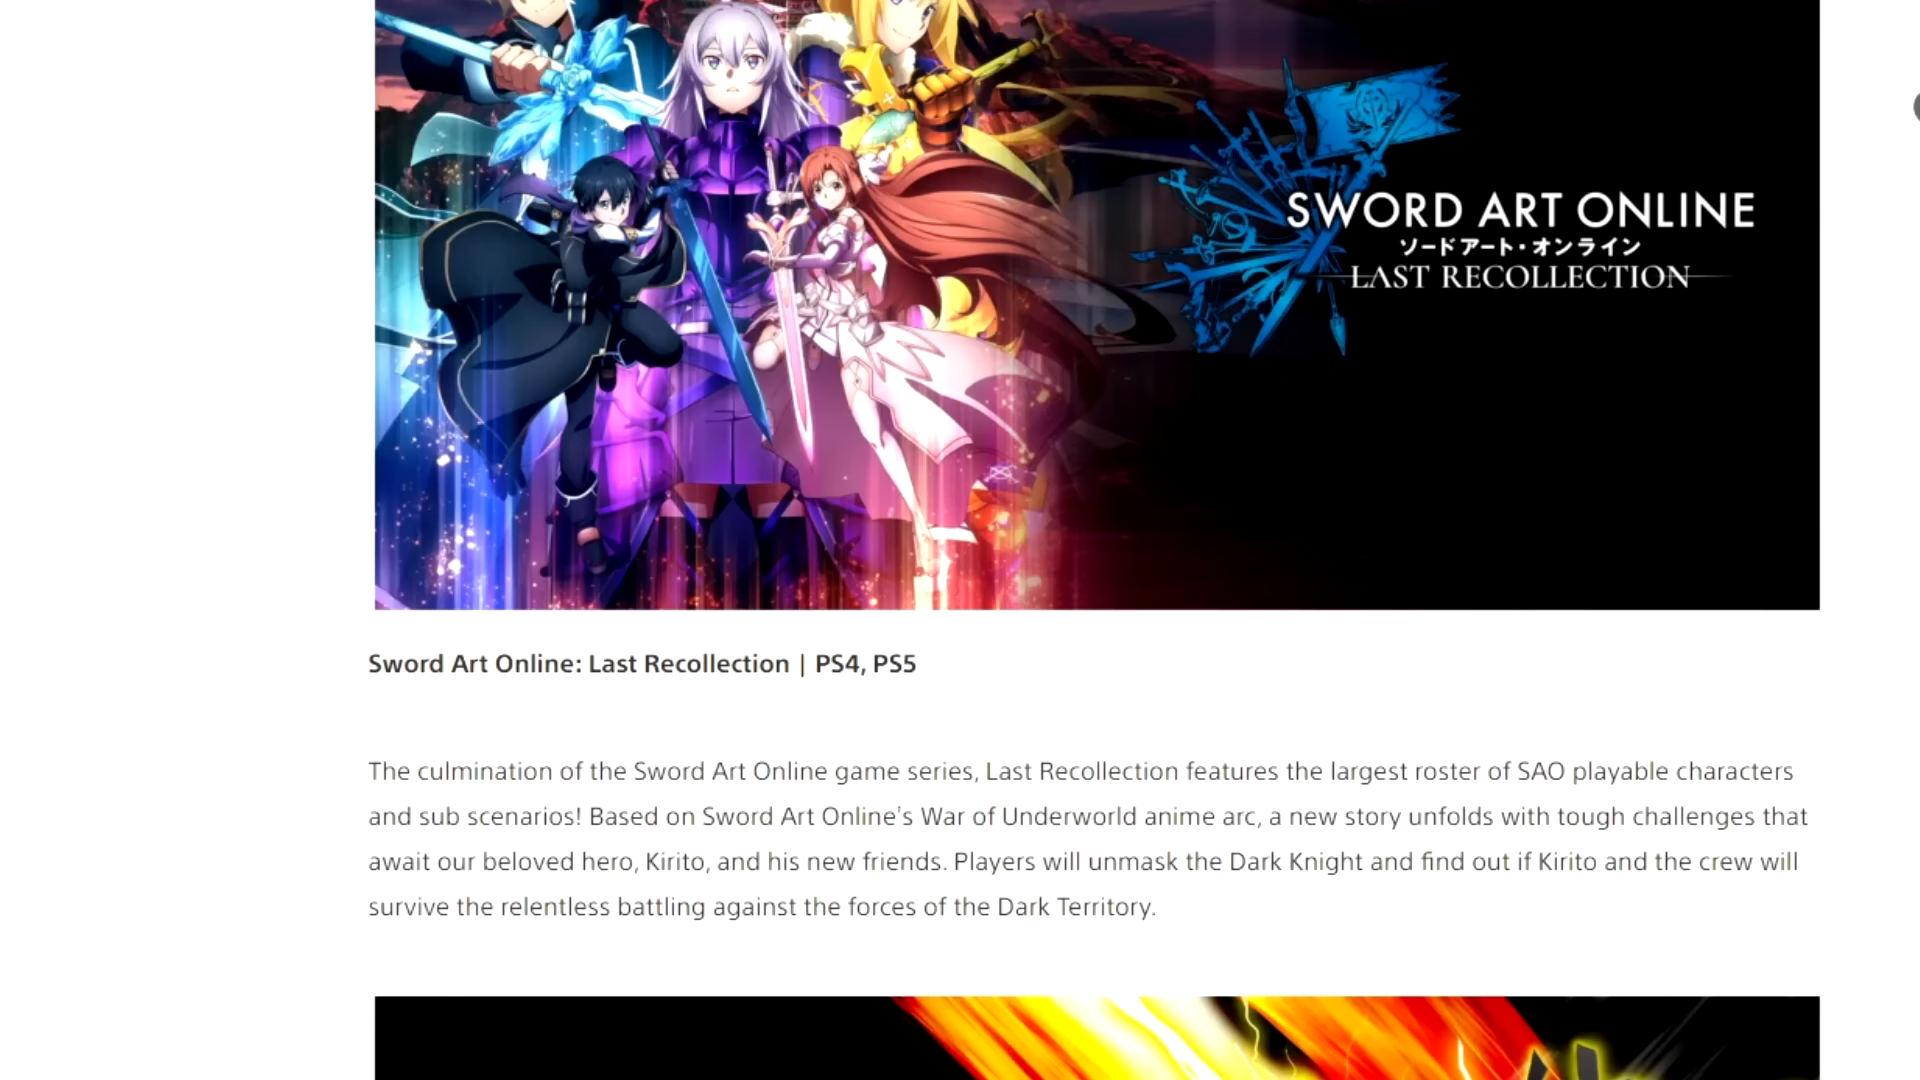 SWORD ART ONLINE
ソードアート・オンライン
LAST RECOLLECTION
Sword Art Online: Last Recollection | PS4, PS5
The culmination of the Sword Art Online game series, Last Recollection features the largest roster of SAO playable characters
and sub scenarios! Based on Sword Art Online’s War of Underworld anime arc, a new story unfolds with tough challenges that
await our beloved hero, Kirito, and his new friends. Players will unmask the Dark Knight and find out if Kirito and the crew will
survive the relentless battling against the forces of the Dark Territory.